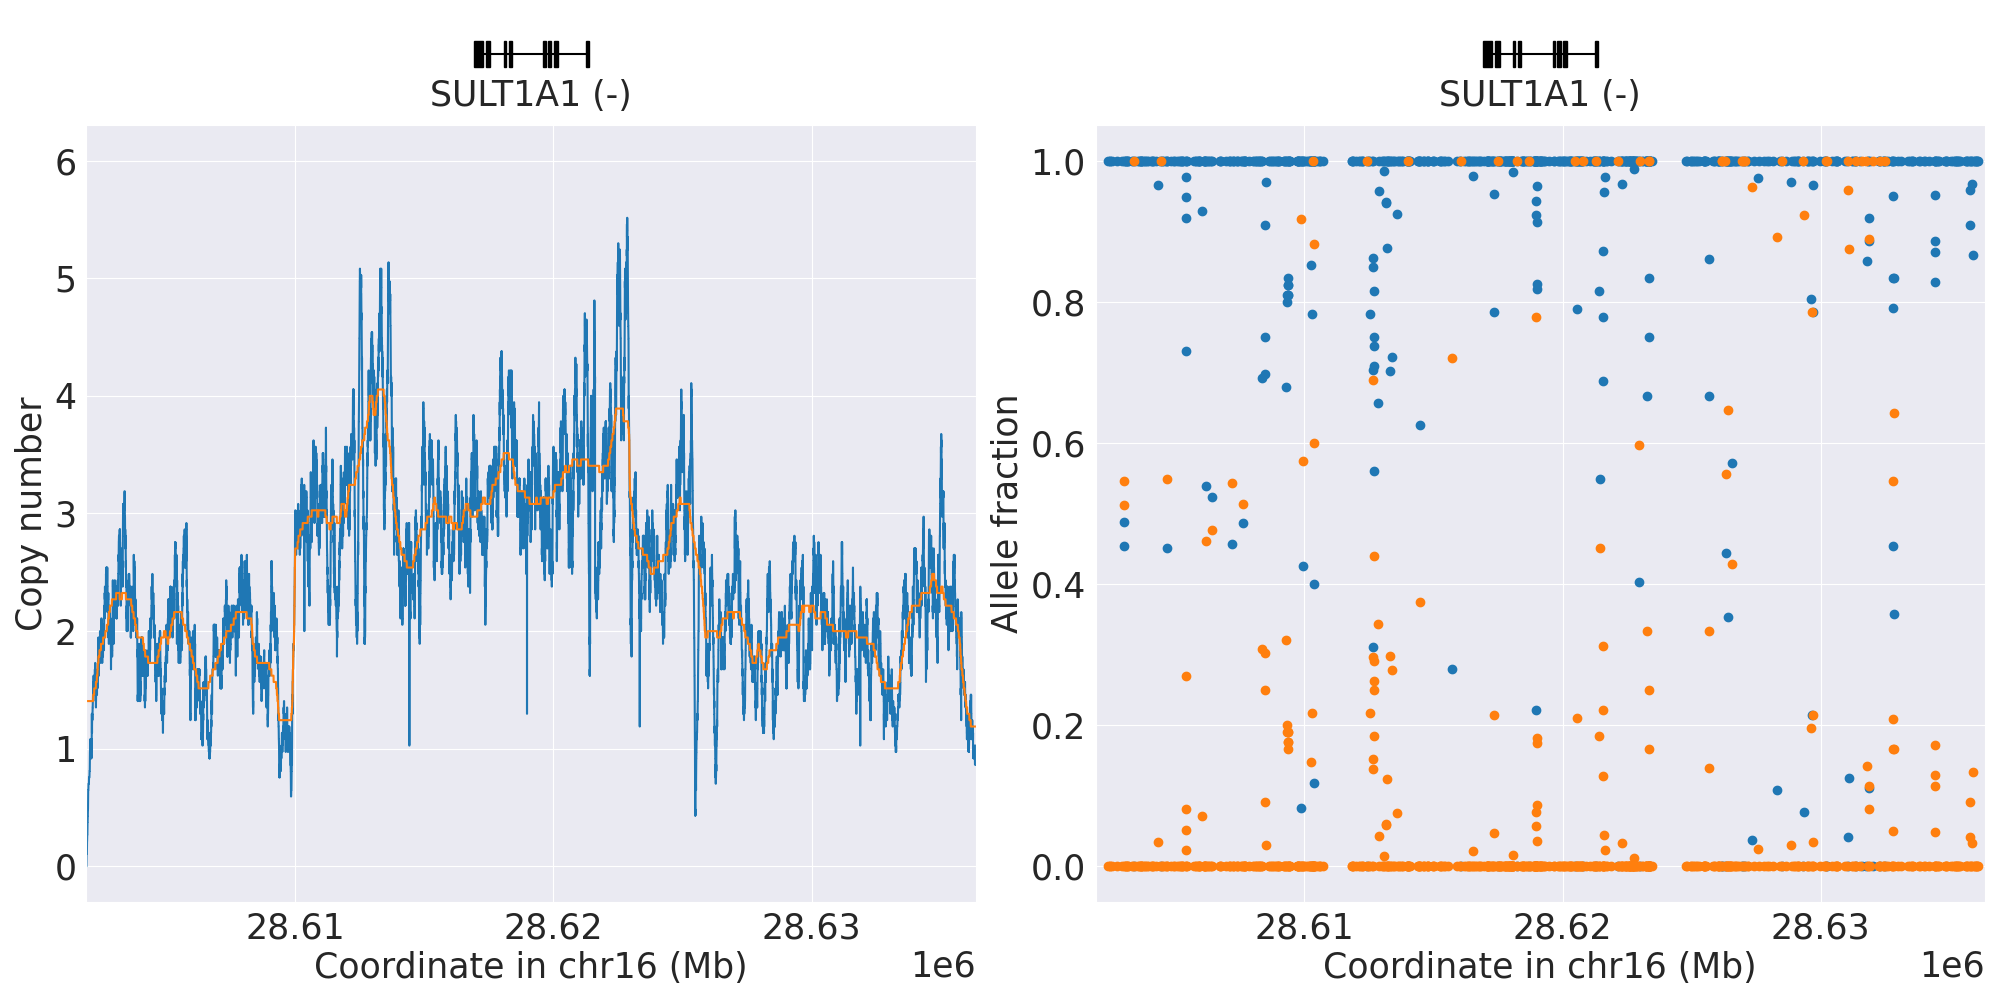 SULT1A1 (-)
6
5
4
3
2
1
0
Copy number
28.61
28.62
28.63
Coordinate in chr16 (Mb)
1e6
SULT1A1 (-)
1.0
0.8
0.6
0.4
0.2
0.0
Allele fraction
28.61
28.62
28.63
Coordinate in chr16 (Mb)
1e6